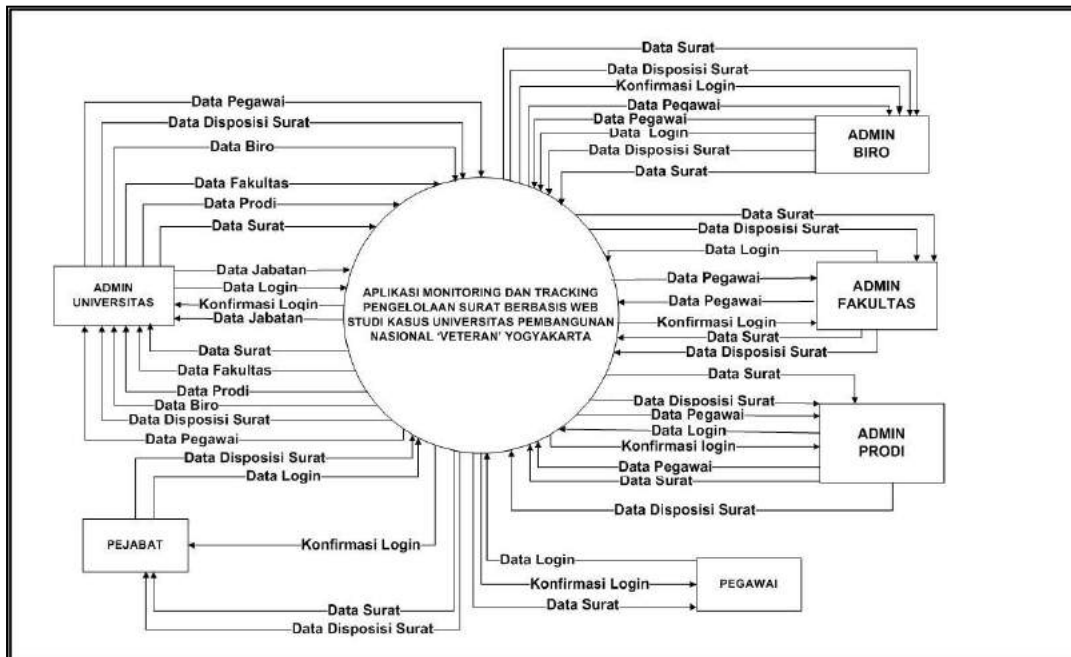 Data Surat
Data Disposisi Surat
Konfirmasi Login
Data Peqawai
Data Pegawai
Data Login
Data Disposisi Surat
Data Surat
ADMIN
BIRO
Data Pegawai
Data Disposisi Surat
Data Biro
Data Fakultas
Data Prodi
Data Surat
Data Jabatan
Data Login
Konfirmasi Login
Data Jabatan
ADMIN
UNIVERSITAS
Data Surat
Data Fakultas
Data Prodi
Data Biro
Data Disposisi Surat
Data Pegawai
APLIKASI MONITORING DAN TRACKING
PENGELOLAAN SURAT BERBASIS WEB
STUDI KASUS UNIVERSITAS PEMBANGUNAN
NASIONAL 'VETERAN' YOGYAKARTA
Data Surat
Data Disposisi Surat
Data Login
Data Pegawai
Data Pegawai
Konfirmasi Login
Data Surat
Data Disposisi Surat
ADMIN
FAKULTAS
Data Surat
Data Disposisi Surat
Data Pegawai
Data Login
Konfirmasi login
Data Pegawai
Data Surat
Data Disposisi Surat
ADMIN
PRODI
Data Disposisi Surat
Data Login
PEJABAT
Konfirmasi Login
Data Surat
Data Disposisi Surat
Data Login
Konfirmasi Login
Data Surat
PEGAWAI